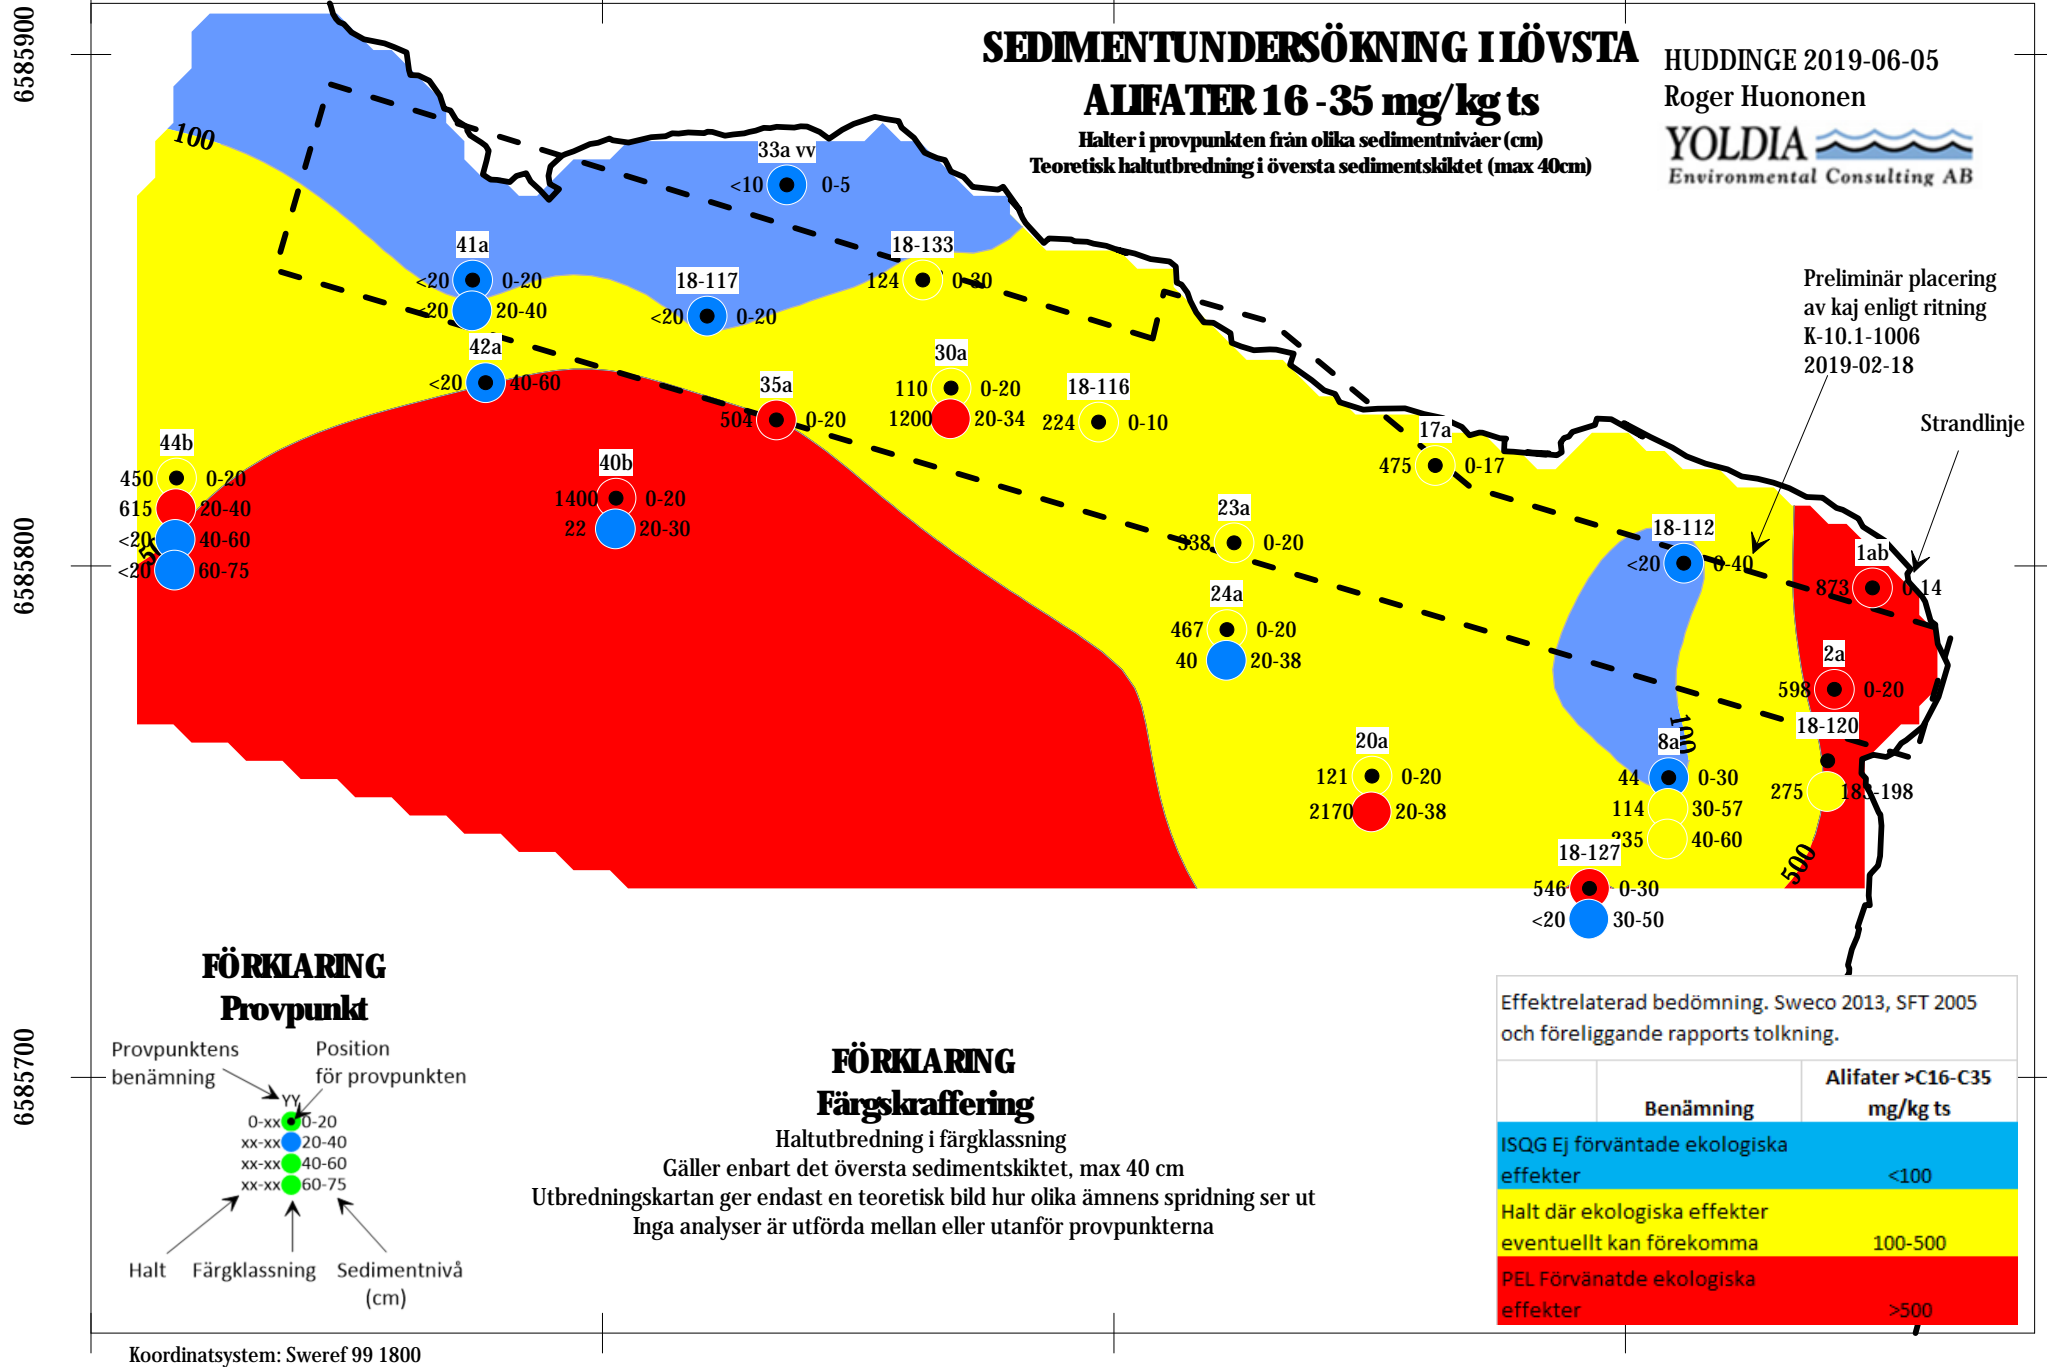 SEDIMENTUNDERSÖKNING I LÖVSTA
ALIFATER 16 -35 mg/kg ts
Halter i provpunkten från olika sedimentnivåer (cm)
Teoretisk haltutbredning i översta sedimentskiktet (max 40cm)
HUDDINGE 2019-06-05
Roger Huononen
YOLDIA
Environmental Consulting AB
6585900
6585800
6585700
100
33a vv
<10 0-5
41a
<20 0-20
<20 20-40
18-117
<20 0-20
18-133
124 0-30
42a
<20 40-60
35a
504 0-20
30a
110 0-20
1200 20-34
18-116
224 0-10
17a
475 0-17
44b
450 0-20
615 20-40
<20 40-60
<20 60-75
40b
1400 0-20
22 20-30
23a
338 0-20
24a
467 0-20
40 20-38
18-112
<20 0-40
1ab
873 0-14
2a
598 0-20
18-120
275 183-198
20a
121 0-20
2170 20-38
100
8a
44 0-30
114 30-57
235 40-60
18-127
546 0-30
<20 30-50
500
Preliminär placering
av kaj enligt ritning
K-10.1-1006
2019-02-18
Strandlinje
FÖRKLARING
Provpunkt
Provpunktens
benämning
Position
för provpunkten
YY
0-xx 0-20
xx-xx 20-40
xx-xx 40-60
xx-xx 60-75
Halt Färgklassning Sedimentnivå
(cm)
FÖRKLARING
Färgskraffering
Haltutbredning i färgklassning
Gäller enbart det översta sedimentskiktet, max 40 cm
Utbredningskartan ger endast en teoretisk bild hur olika ämnens spridning ser ut
Inga analyser är utförda mellan eller utanför provpunkterna
Effektrelaterad bedömning. Sweco 2013, SFT 2005
och föreliggande rapports tolkning.
Alifater >C16-C35
Benämning mg/kg ts
ISQG Ej förväntade ekologiska
effekter <100
Halt där ekologiska effekter
eventuellt kan förekomma 100-500
PEL Förvänatde ekologiska
effekter >500
Koordinatsystem: Sweref 99 1800